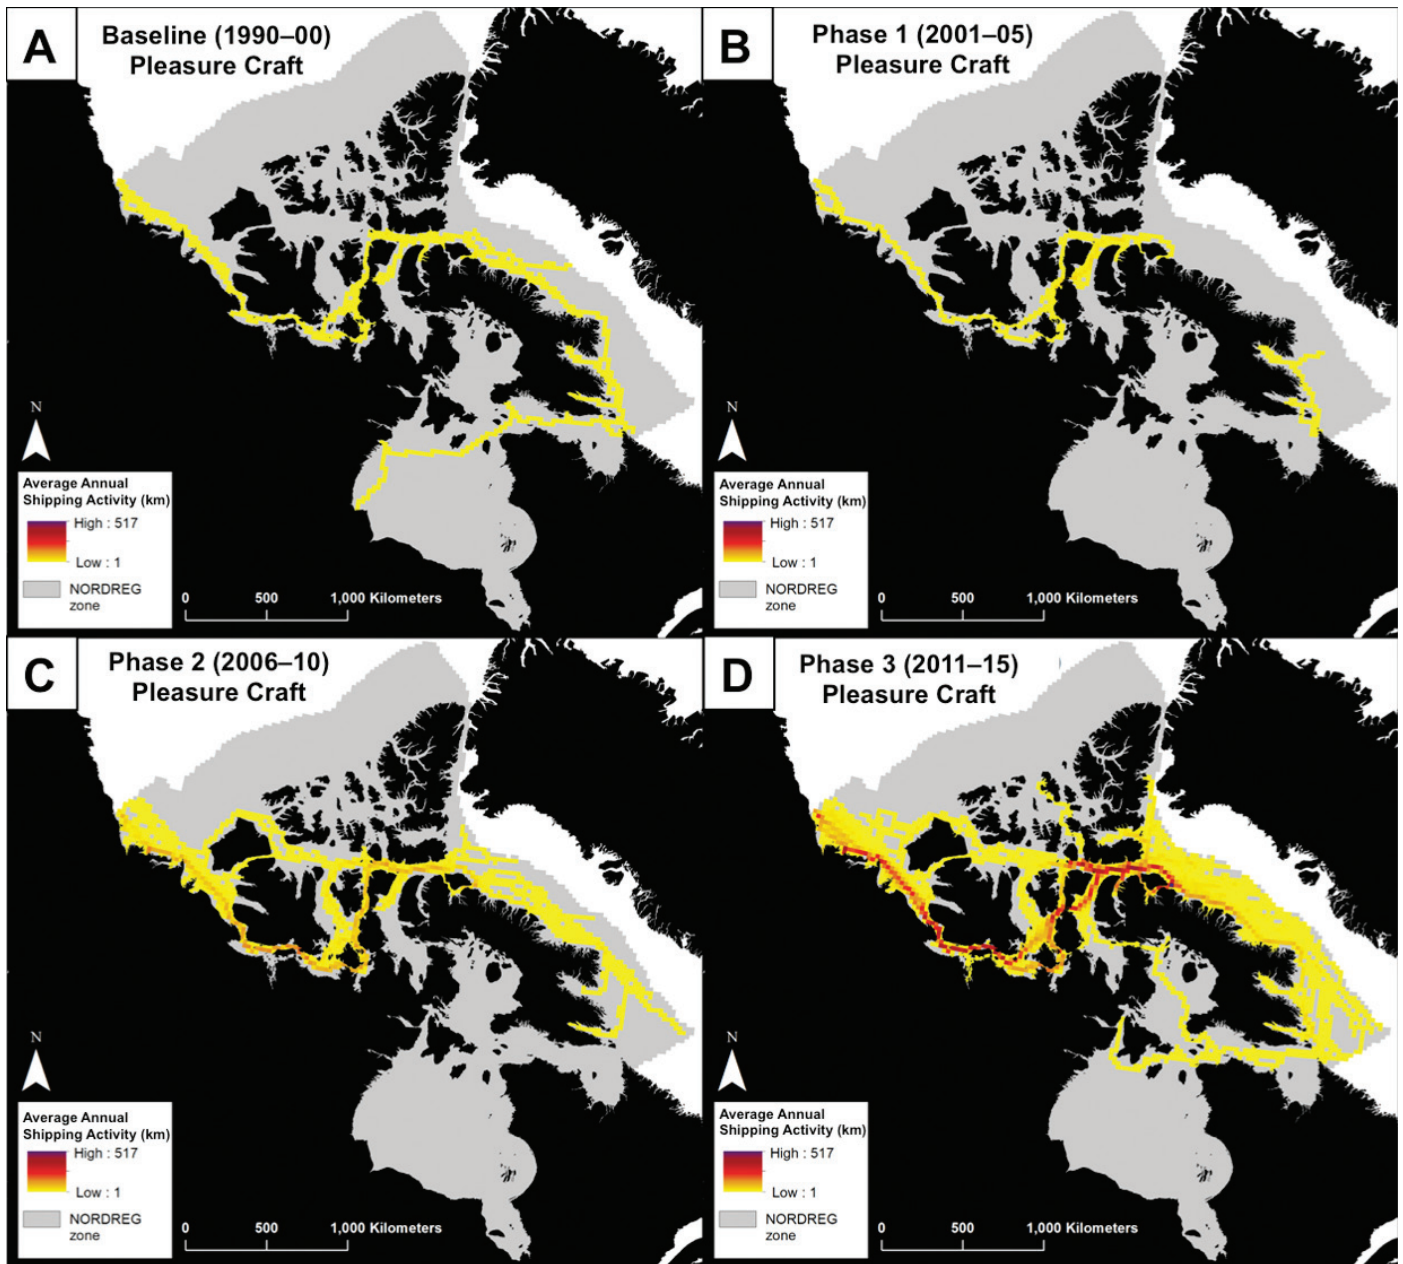 A
Baseline (1990–00)
Pleasure Craft
N
Average Annual
Shipping Activity (km)
High : 517
Low : 1
NORDREG
zone
0 500 1,000 Kilometers
B
Phase 1 (2001–05)
Pleasure Craft
N
Average Annual
Shipping Activity (km)
High : 517
Low : 1
NORDREG
zone
0 500 1,000 Kilometers
C
Phase 2 (2006–10)
Pleasure Craft
N
Average Annual
Shipping Activity (km)
High : 517
Low : 1
NORDREG
zone
0 500 1,000 Kilometers
D
Phase 3 (2011–15)
Pleasure Craft
N
Average Annual
Shipping Activity (km)
High : 517
Low : 1
NORDREG
zone
0 500 1,000 Kilometers